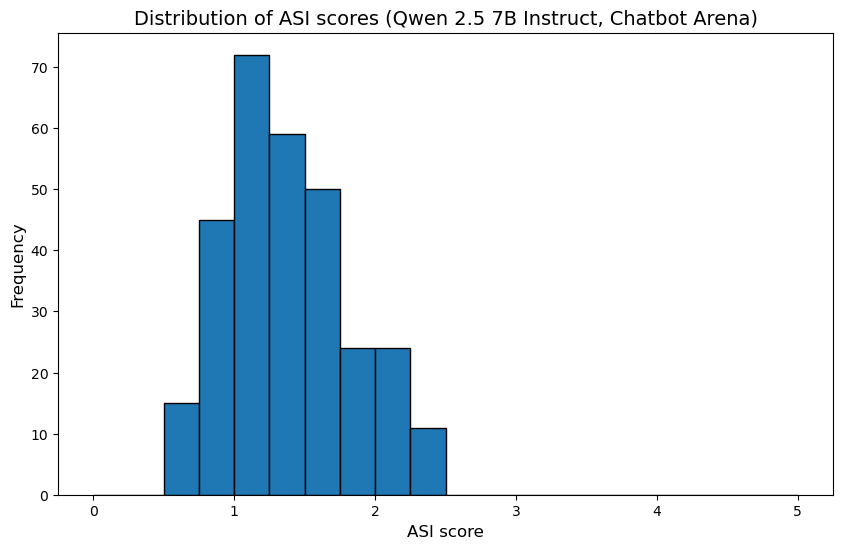 Distribution of ASI scores (Qwen 2.5 7B Instruct, Chatbot Arena)
Frequency
70
60
50
40
30
20
10
0
0 1 2 3 4 5
ASI score